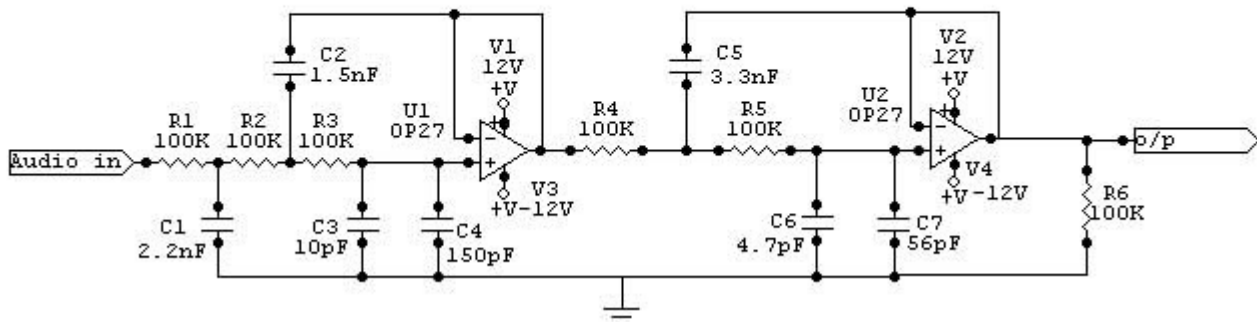 Audio in
R1
100K
R2
100K
R3
100K
C1
2.2nF
C2
1.5nF
C3
10pF
C4
150pF
U1
OP27
V1
12V
+V
V3
+V-12V
R4
100K
R5
100K
C5
3.3nF
C6
4.7pF
C7
56pF
U2
OP27
V2
12V
+V
V4
+V-12V
R6
100K
o/p